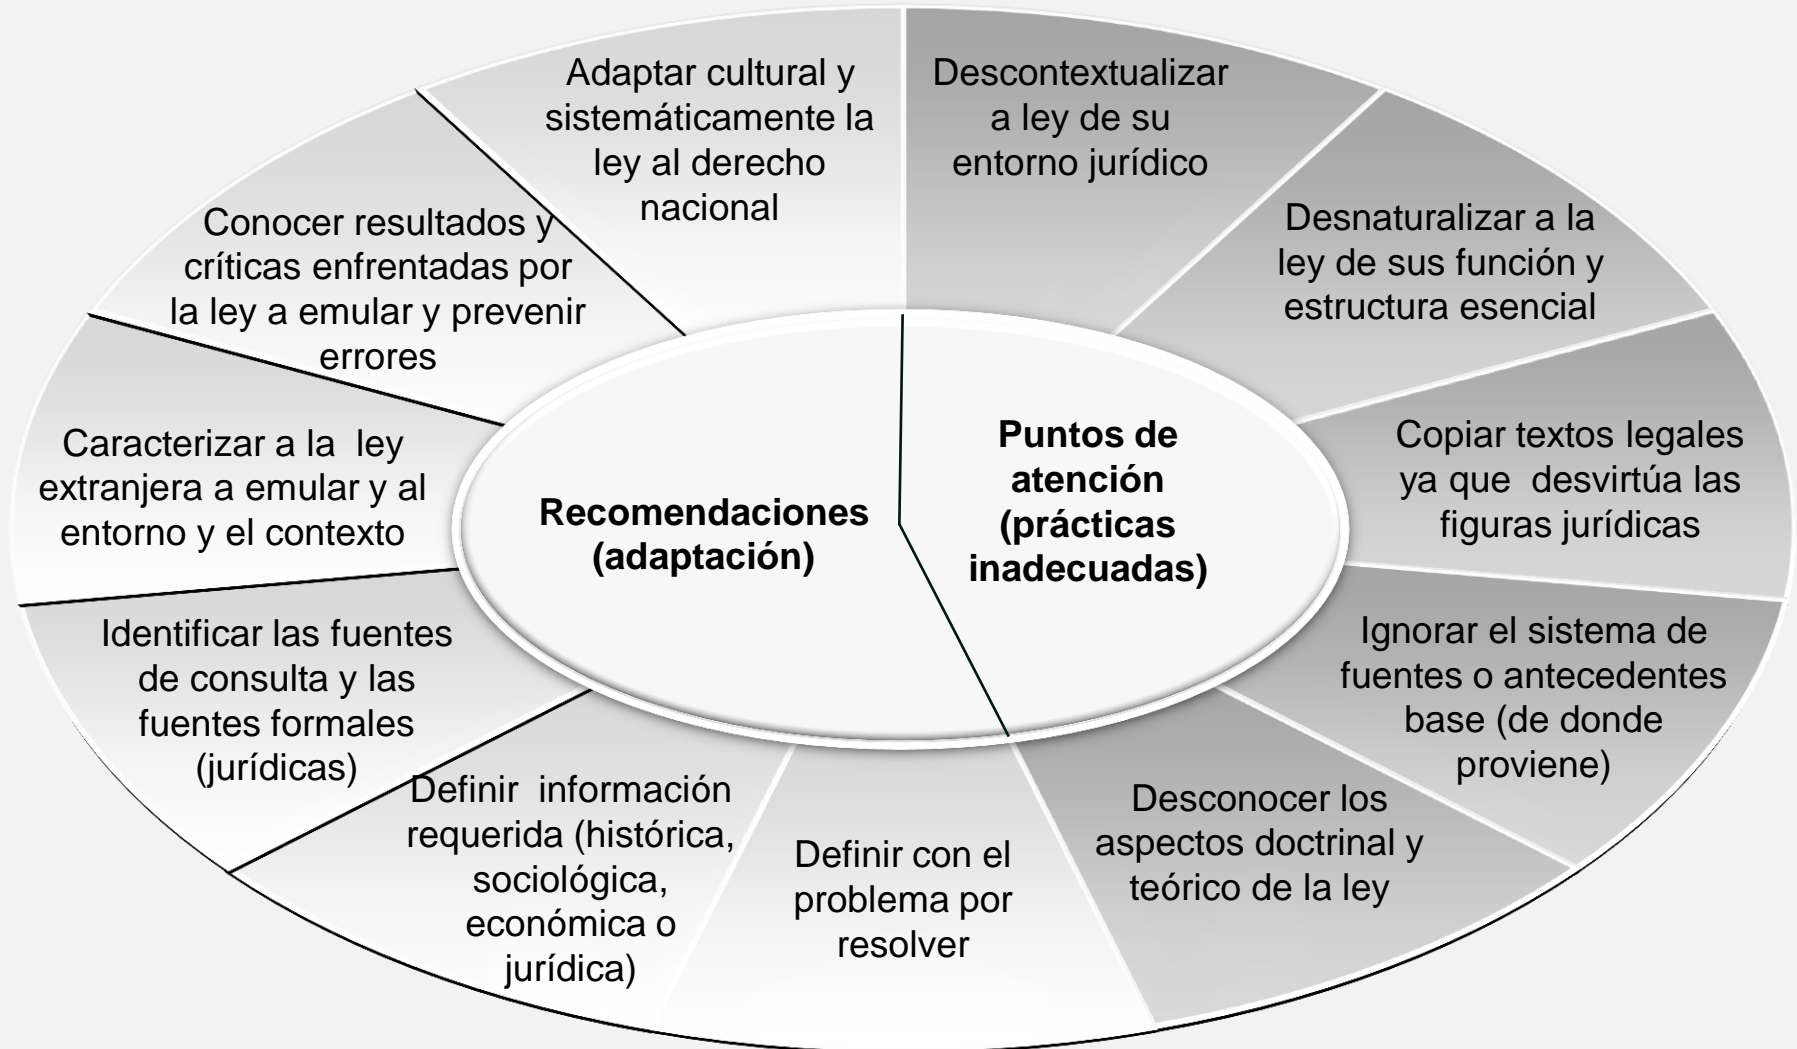 Adaptar cultural y
sistemáticamente la
ley al derecho
nacional
Descontextualizar
a ley de su
entorno jurídico
Desnaturalizar a la
ley de sus función y
estructura esencial
Copiar textos legales
ya que desvirtúa las
figuras jurídicas
Ignorar el sistema de
fuentes o antecedentes
base (de donde
proviene)
Desconocer los
aspectos doctrinal y
teórico de la ley
Definir con el
problema por
resolver
Definir información
requerida (histórica,
sociológica,
económica o
jurídica)
Identificar las fuentes
de consulta y las
fuentes formales
(jurídicas)
Caracterizar a la ley
extranjera a emular y al
entorno y el contexto
Conocer resultados y
críticas enfrentadas por
la ley a emular y prevenir
errores
Recomendaciones
(adaptación)
Puntos de
atención
(prácticas
inadecuadas)